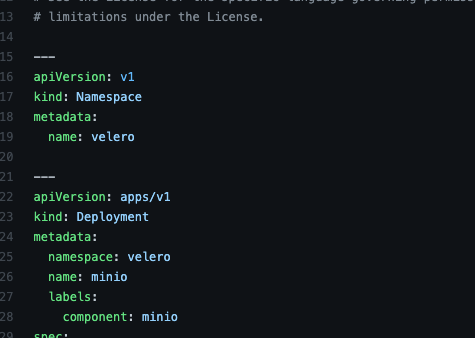 # limitations under the License.
13
14
15 ---
16 apiVersion: v1
17 kind: Namespace
18 metadata:
19   name: velero
20
21 ---
22 apiVersion: apps/v1
23 kind: Deployment
24 metadata:
25   namespace: velero
26   name: minio
27   labels:
28     component: minio
29 spec: